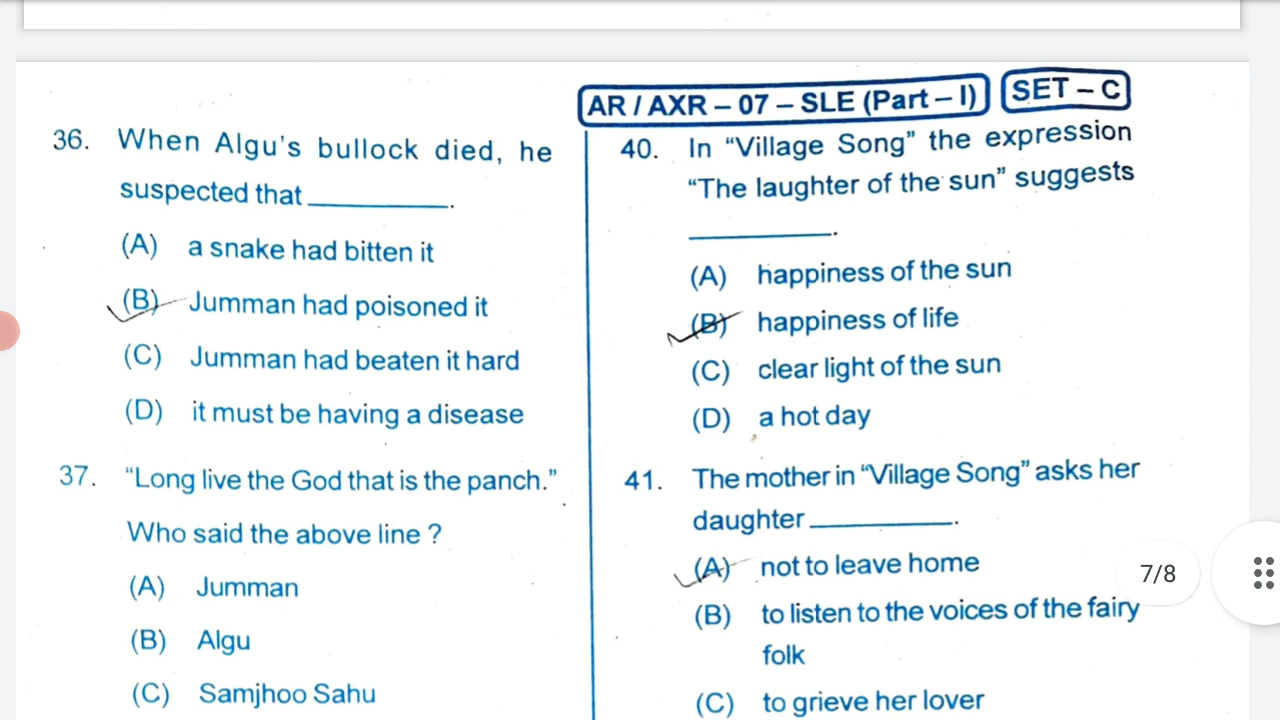 AR / AXR – 07 – SLE (Part – I) SET – C
36. When Algu's bullock died, he
suspected that __________.
(A) a snake had bitten it
(B) Jumman had poisoned it
(C) Jumman had beaten it hard
(D) it must be having a disease
37. “Long live the God that is the panch.”
Who said the above line ?
(A) Jumman
(B) Algu
(C) Samjhoo Sahu
40. In “Village Song” the expression
“The laughter of the sun” suggests
__________.
(A) happiness of the sun
(B) happiness of life
(C) clear light of the sun
(D) a hot day
41. The mother in “Village Song” asks her
daughter __________.
(A) not to leave home
(B) to listen to the voices of the fairy
folk
(C) to grieve her lover
7/8